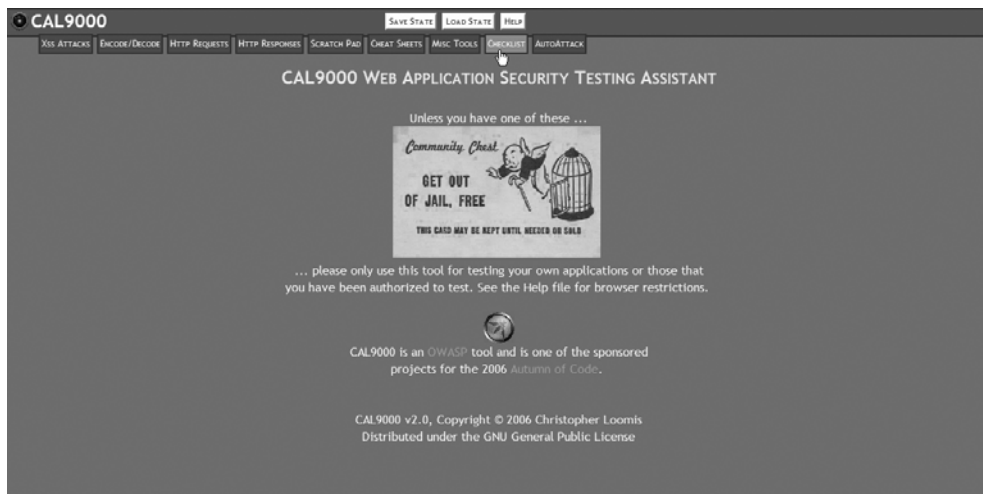 CAL9000
SAVE STATE LOAD STATE HELP
XSS ATTACKS ENCODE/DECODE HTTP REQUESTS HTTP RESPONSES SCRATCH PAD CHEAT SHEETS MISC TOOLS CHECKLIST AUTOATTACK
CAL9000 WEB APPLICATION SECURITY TESTING ASSISTANT
Unless you have one of these ...
Community Chest
GET OUT
OF JAIL, FREE
THIS CARD MAY BE KEPT UNTIL NEEDED OR SOLD
... please only use this tool for testing your own applications or those that
you have been authorized to test. See the Help file for browser restrictions.
CAL9000 is an OWASP tool and is one of the sponsored
projects for the 2006 Autumn of Code.
CAL9000 v2.0, Copyright © 2006 Christopher Loomis
Distributed under the GNU General Public License